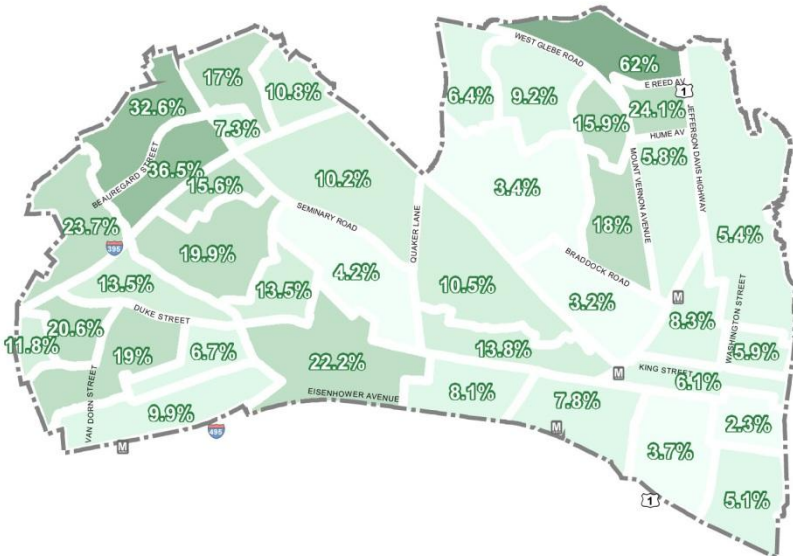 WEST GLEBE ROAD
62%
17%
10.8%
E REED AV
1
32.6%
6.4%
9.2%
24.1%
7.3%
15.9%
HUME AV
JEFFERSON DAVIS HIGHWAY
BEAUREGARD STREET
36.5%
15.6%
10.2%
3.4%
5.8%
MOUNT VERNON AVENUE
SEMINARY ROAD
QUAKER LANE
23.7%
395
19.9%
18%
5.4%
4.2%
BRADDOCK ROAD
13.5%
13.5%
10.5%
3.2%
M
WASHINGTON STREET
DUKE STREET
8.3%
20.6%
11.8%
19%
6.7%
22.2%
13.8%
5.9%
KING STREET
M
6.1%
VAN DORN STREET
EISENHOWER AVENUE
8.1%
7.8%
9.9%
2.3%
M
495
M
3.7%
1
5.1%